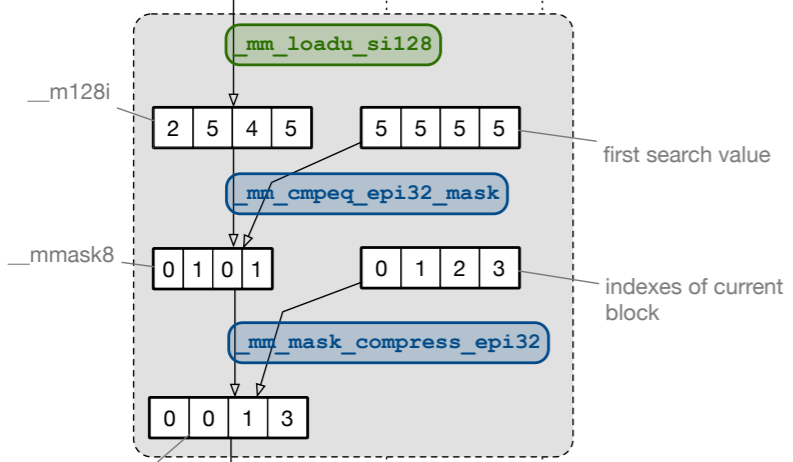 _mm_loadu_si128
__m128i
2 5 4 5
5 5 5 5
first search value
_mm_cmpeq_epi32_mask
__mmask8
0 1 0 1
0 1 2 3
indexes of current
block
_mm_mask_compress_epi32
0 0 1 3